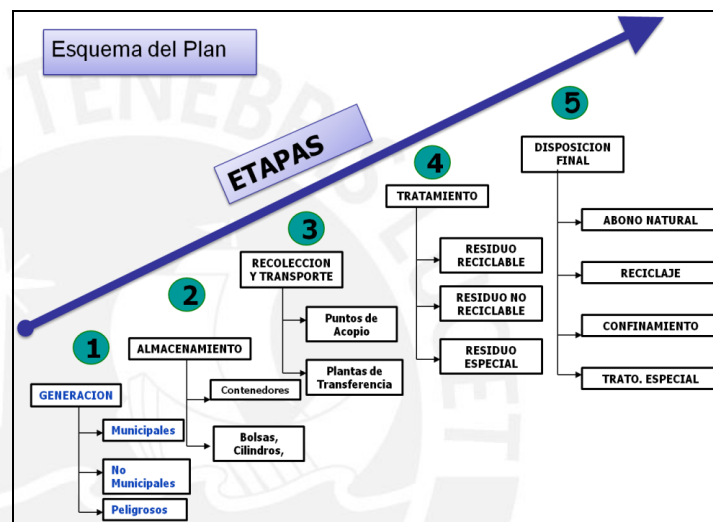 Esquema del Plan
ETAPAS
1
GENERACION
Municipales
No
Municipales
Peligrosos
2
ALMACENAMIENTO
Contenedores
Bolsas,
Cilindros,
3
RECOLECCION
Y TRANSPORTE
Puntos de
Acopio
Plantas de
Transferencia
4
TRATAMIENTO
RESIDUO
RECICLABLE
RESIDUO NO
RECICLABLE
RESIDUO
ESPECIAL
5
DISPOSICION
FINAL
ABONO NATURAL
RECICLAJE
CONFINAMIENTO
TRATO. ESPECIAL
TENEBRIS LUCET